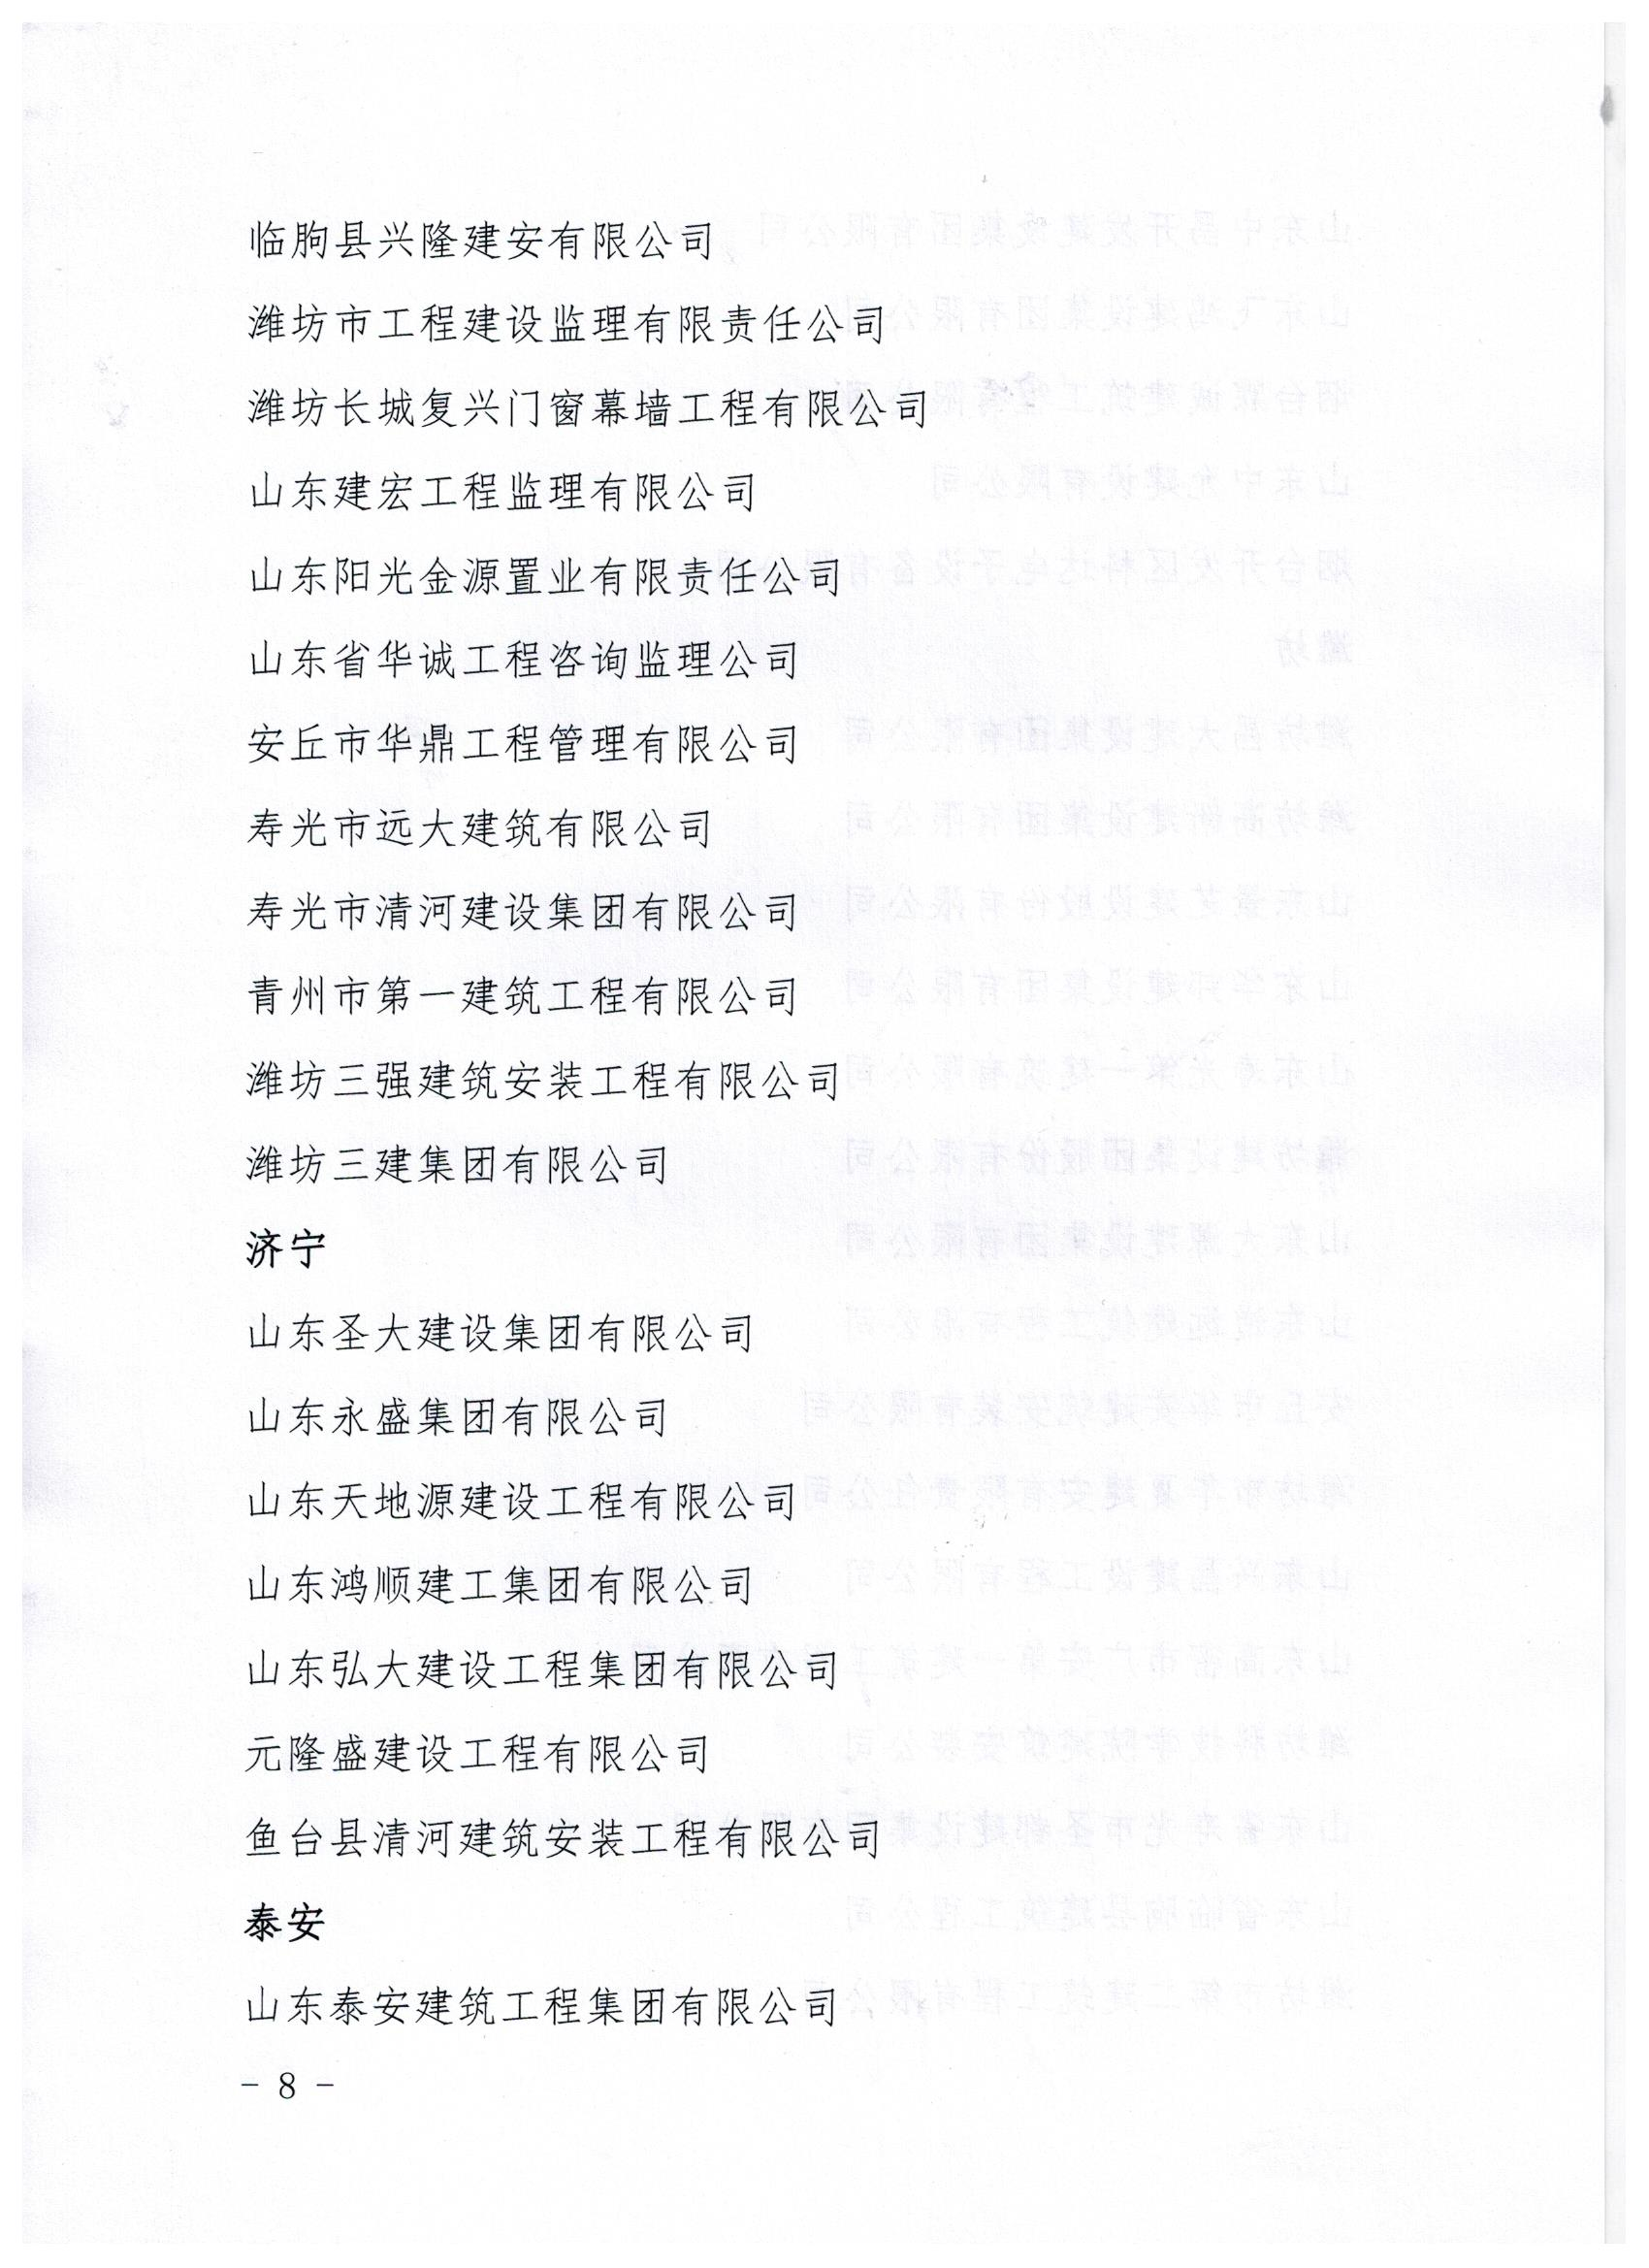 临朐县兴隆建安有限公司
潍坊市工程建设监理有限责任公司
潍坊长城复兴门窗幕墙工程有限公司
山东建宏工程监理有限公司
山东阳光金源置业有限责任公司
山东省华诚工程咨询监理公司
安丘市华鼎工程管理有限公司
寿光市远大建筑有限公司
寿光市清河建设集团有限公司
青州市第一建筑工程有限公司
潍坊三强建筑安装工程有限公司
潍坊三建集团有限公司
济宁
山东圣大建设集团有限公司
山东永盛集团有限公司
山东天地源建设工程有限公司
山东鸿顺建工集团有限公司
山东弘大建设工程集团有限公司
元隆盛建设工程有限公司
鱼台县清河建筑安装工程有限公司
泰安
山东泰安建筑工程集团有限公司
- 8 -